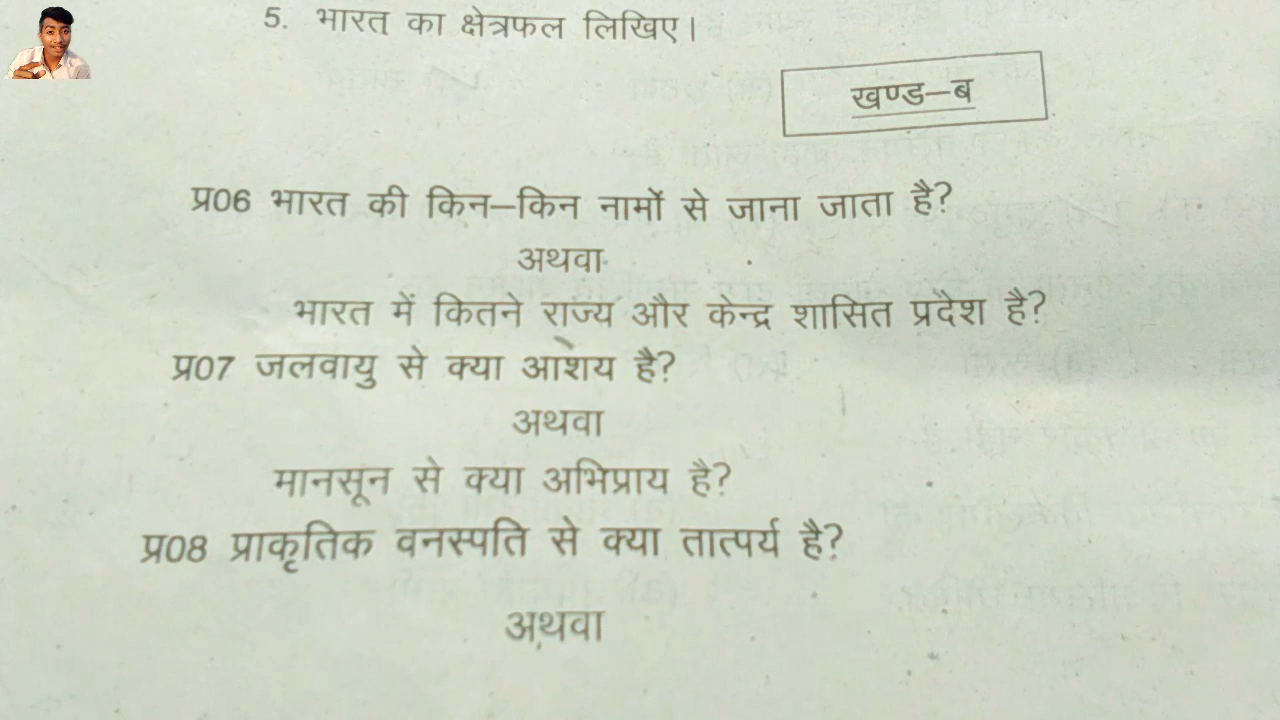 5. भारत का क्षेत्रफल लिखिए।
खण्ड–ब
प्र06 भारत की किन–किन नामों से जाना जाता है?
अथवा
भारत में कितने राज्य और केन्द्र शासित प्रदेश है?
प्र07 जलवायु से क्या आशय है?
अथवा
मानसून से क्या अभिप्राय है?
प्र08 प्राकृतिक वनस्पति से क्या तात्पर्य है?
अथवा